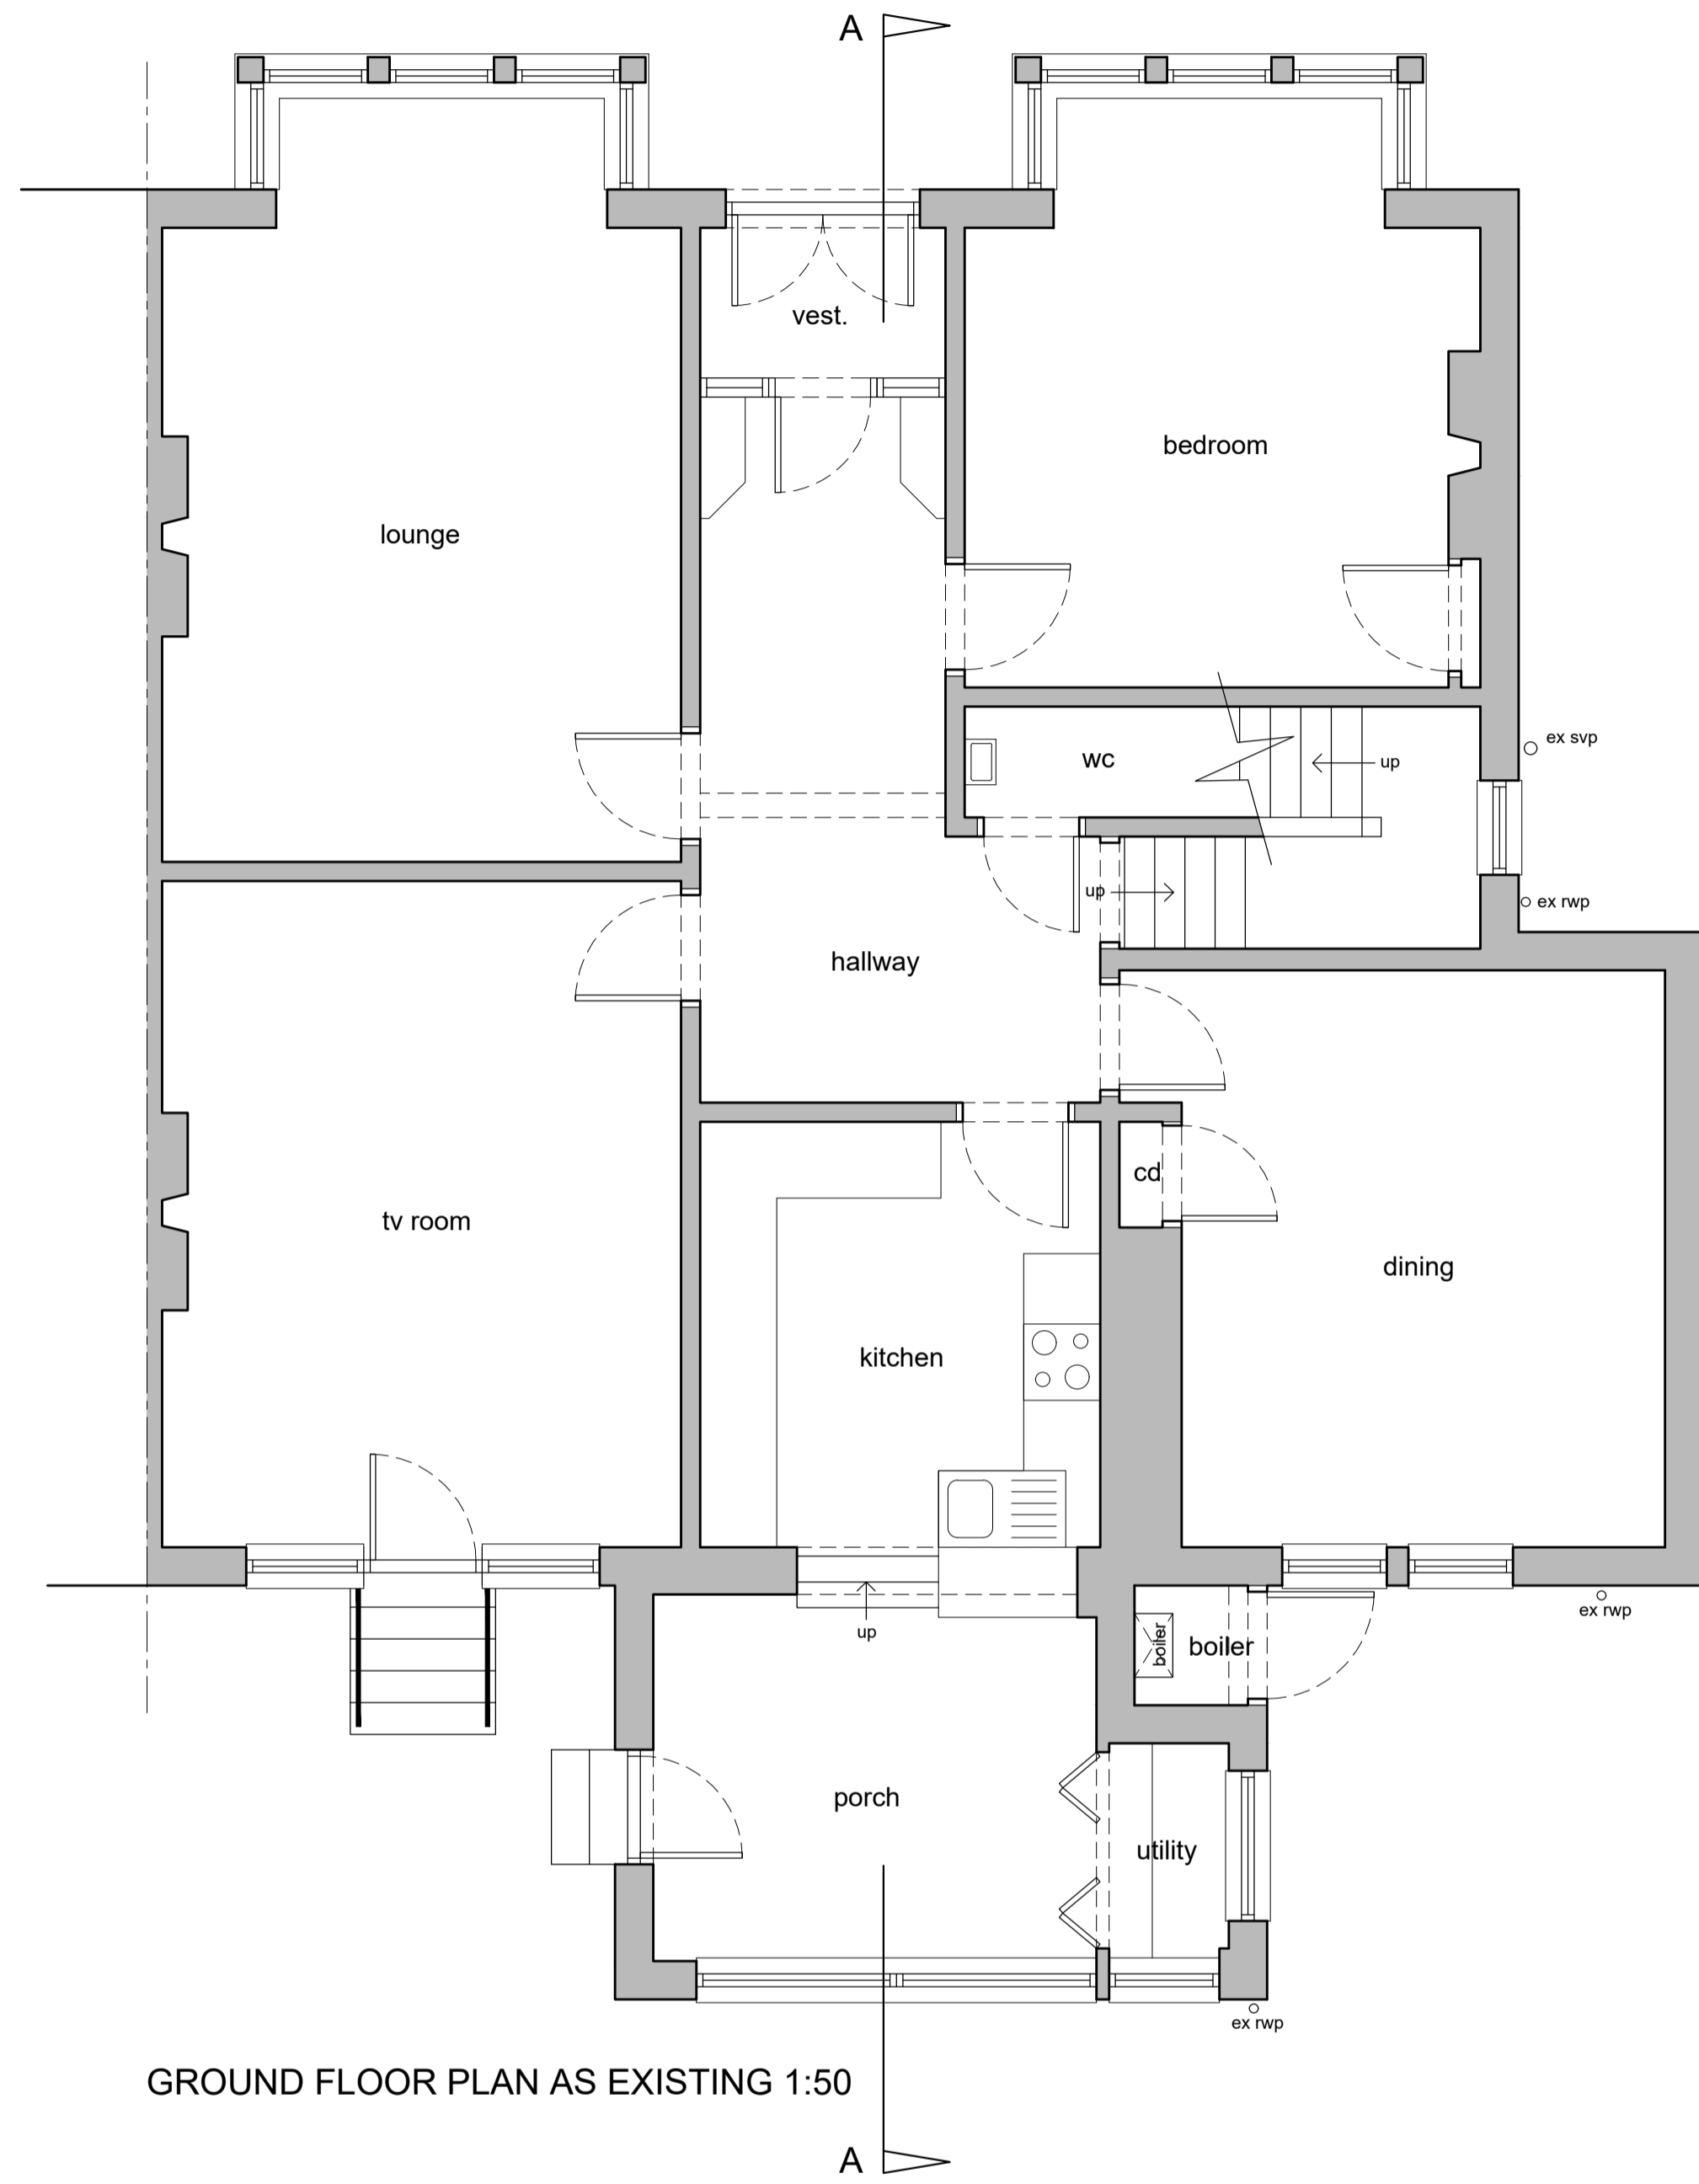 A
vest.
bedroom
lounge
ex svp
wc
up
up
ex rwp
hallway
cd
tv room
dining
kitchen
ex rwp
up
boiler
boiler
porch
utility
ex rwp
GROUND FLOOR PLAN AS EXISTING 1:50
A